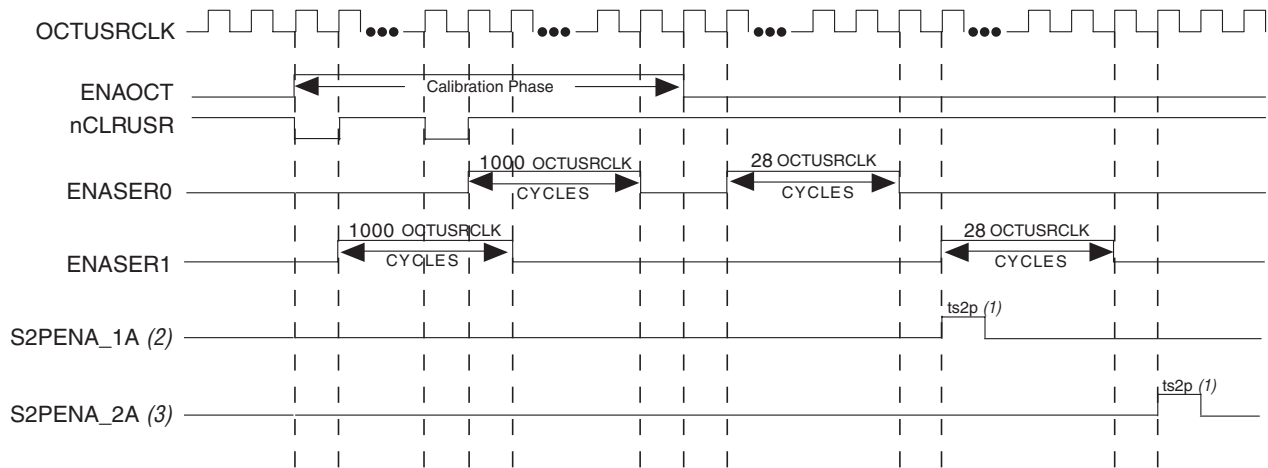 OCTUSRCLK
ENAOCT
Calibration Phase
nCLRUSR
1000 OCTUSRCLK
28 OCTUSRCLK
ENASER0
CYCLES
CYCLES
1000 OCTUSRCLK
28 OCTUSRCLK
ENASER1
CYCLES
CYCLES
ts2p (1)
S2PENA_1A (2)
ts2p (1)
S2PENA_2A (3)